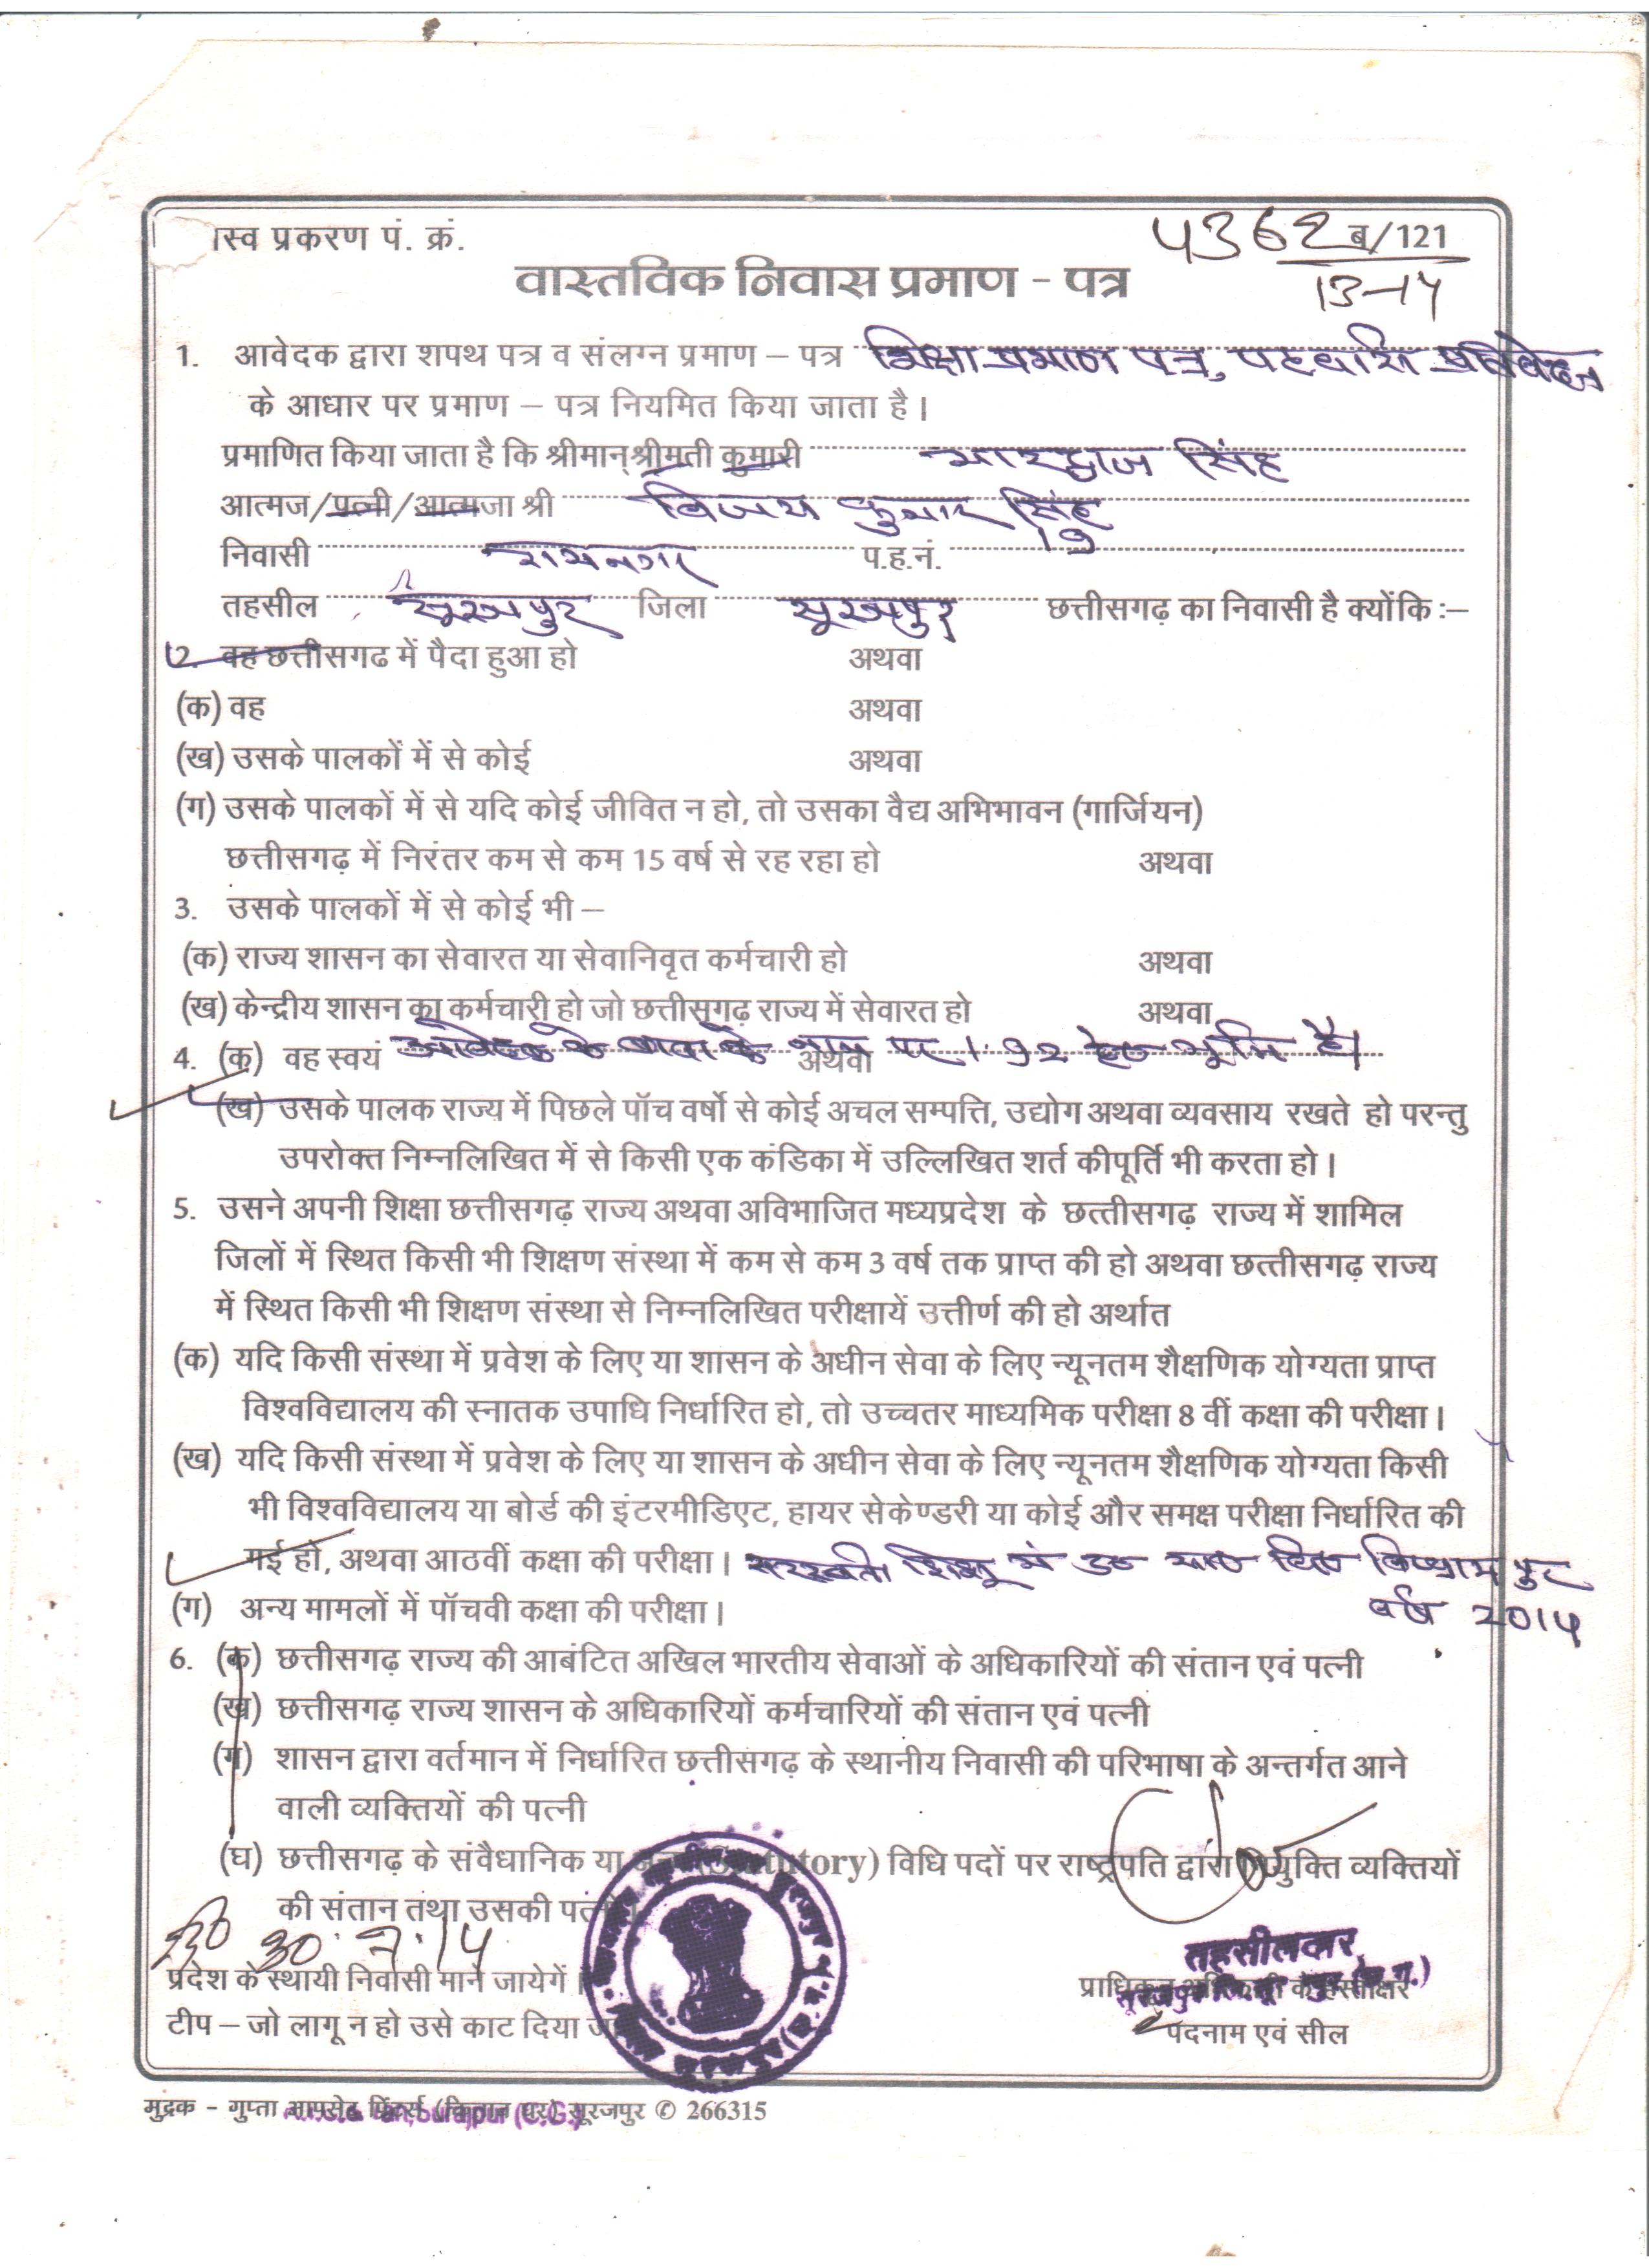 ास्व प्रकरण पं. क्रं. 4362 ब/121
13-14
वास्तविक निवास प्रमाण - पत्र
1. आवेदक द्वारा शपथ पत्र व संलग्न प्रमाण – पत्र शिक्षा प्रमाण पत्र, पटवारी प्रतिवेदन
के आधार पर प्रमाण – पत्र नियमित किया जाता है।
प्रमाणित किया जाता है कि श्रीमान् श्रीमती कुमारी भारद्वाज सिंह
आत्मज/पत्नी/आत्मजा श्री विजय कुमार सिंह
निवासी रामनगर प.ह.नं. 19
तहसील सूरजपुर जिला सूरजपुर छत्तीसगढ़ का निवासी है क्योंकि :–
2. वह छत्तीसगढ में पैदा हुआ हो अथवा
(क) वह अथवा
(ख) उसके पालकों में से कोई अथवा
(ग) उसके पालकों में से यदि कोई जीवित न हो, तो उसका वैद्य अभिभावन (गार्जियन)
छत्तीसगढ़ में निरंतर कम से कम 15 वर्ष से रह रहा हो अथवा
3. उसके पालकों में से कोई भी –
(क) राज्य शासन का सेवारत या सेवानिवृत कर्मचारी हो अथवा
(ख) केन्द्रीय शासन का कर्मचारी हो जो छत्तीसगढ़ राज्य में सेवारत हो अथवा
4. (क) वह स्वयं आवेदक के के नाम पर 1.92 हे0 भूमि है। अथवा
(ख) उसके पालक राज्य में पिछले पॉच वर्षो से कोई अचल सम्पत्ति, उद्योग अथवा व्यवसाय रखते हो परन्तु
उपरोक्त निम्नलिखित में से किसी एक कंडिका में उल्लिखित शर्त कीपूर्ति भी करता हो।
5. उसने अपनी शिक्षा छत्तीसगढ़ राज्य अथवा अविभाजित मध्यप्रदेश के छत्तीसगढ़ राज्य में शामिल
जिलों में स्थित किसी भी शिक्षण संस्था में कम से कम 3 वर्ष तक प्राप्त की हो अथवा छत्तीसगढ़ राज्य
में स्थित किसी भी शिक्षण संस्था से निम्नलिखित परीक्षायें उत्तीर्ण की हो अर्थात
(क) यदि किसी संस्था में प्रवेश के लिए या शासन के अधीन सेवा के लिए न्यूनतम शैक्षणिक योग्यता प्राप्त
विश्वविद्यालय की स्नातक उपाधि निर्धारित हो, तो उच्चतर माध्यमिक परीक्षा 8 वीं कक्षा की परीक्षा।
(ख) यदि किसी संस्था में प्रवेश के लिए या शासन के अधीन सेवा के लिए न्यूनतम शैक्षणिक योग्यता किसी
भी विश्वविद्यालय या बोर्ड की इंटरमीडिएट, हायर सेकेण्डरी या कोई और समक्ष परीक्षा निर्धारित की
गई हो, अथवा आठवीं कक्षा की परीक्षा। सरस्वती शिशु मं उ0 मा0 वि0 विश्रामपुर
(ग) अन्य मामलों में पॉचवी कक्षा की परीक्षा। वर्ष 2014
6. (क) छत्तीसगढ़ राज्य की आबंटित अखिल भारतीय सेवाओं के अधिकारियों की संतान एवं पत्नी
(ख) छत्तीसगढ़ राज्य शासन के अधिकारियों कर्मचारियों की संतान एवं पत्नी
(ग) शासन द्वारा वर्तमान में निर्धारित छत्तीसगढ़ के स्थानीय निवासी की परिभाषा के अन्तर्गत आने
वाली व्यक्तियों की पत्नी
(घ) छत्तीसगढ़ के संवैधानिक या (Statutory) विधि पदों पर राष्ट्रपति द्वारा नियुक्ति व्यक्तियों
की संतान तथा उसकी पत्नी
30.7.14
तहसीलदार
प्रदेश के स्थायी निवासी माने जायेगें। प्राधिकृत अधिकारी के हस्ताक्षर
टीप – जो लागू न हो उसे काट दिया पदनाम एवं सील
मुद्रक - गुप्ता आफसेट प्रिंटर्स (किताब घर) सूरजपुर ✆ 266315